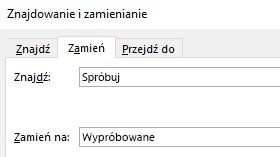 Znajdowanie i zamienianie
Znajdź Zamień Przejdź do
Znajdź: Spróbuj
Zamień na: Wypróbowane